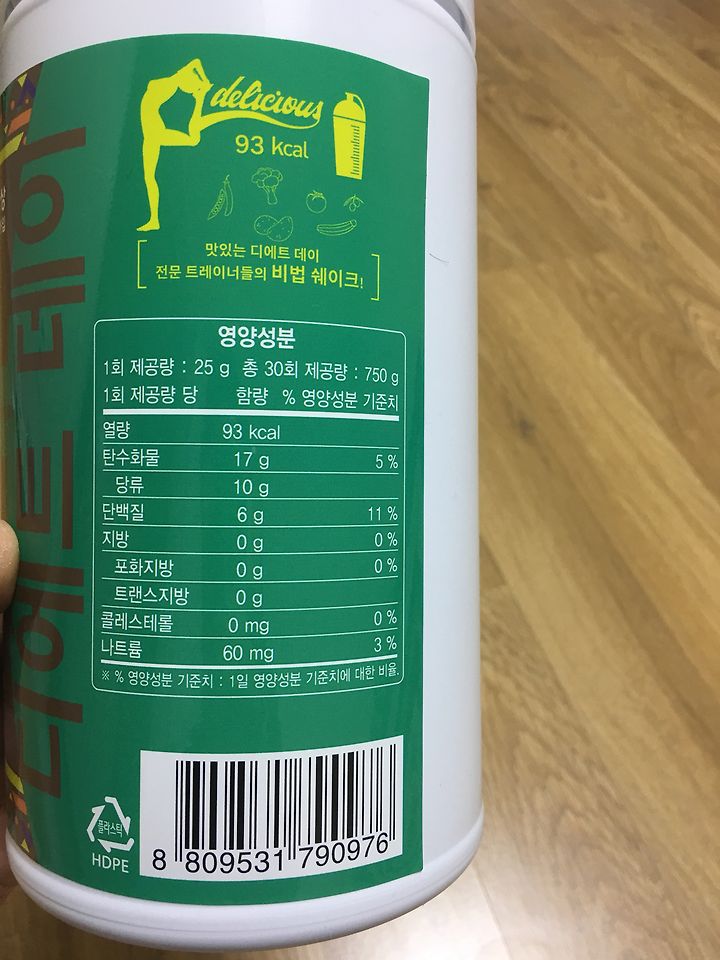 delicious
93 kcal
맛있는 디에트 데이
전문 트레이너들의 비법 쉐이크!
영양성분
1회 제공량 : 25 g 총 30회 제공량 : 750 g
1회 제공량 당 함량 % 영양성분 기준치
열량 93 kcal
탄수화물 17 g 5 %
당류 10 g
단백질 6 g 11 %
지방 0 g 0 %
포화지방 0 g 0 %
트랜스지방 0 g
콜레스테롤 0 mg 0 %
나트륨 60 mg 3 %
※ % 영양성분 기준치 : 1일 영양성분 기준치에 대한 비율.
플라스틱
HDPE
8 809531 790976
디에트 데이